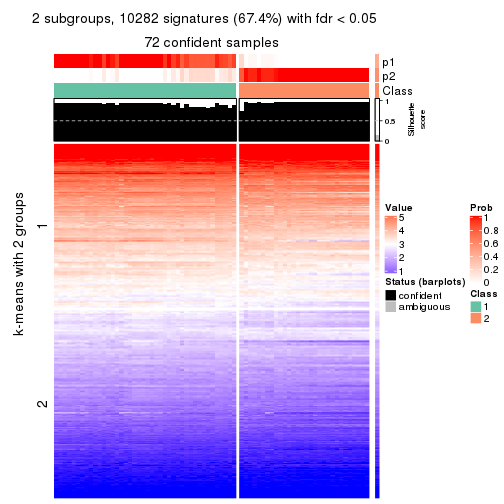 2 subgroups, 10282 signatures (67.4%) with fdr < 0.05
72 confident samples
p1
p2
Class
1
0.5
0
Silhouette
score
k-means with 2 groups
1
2
Value
5
4
3
2
1
Status (barplots)
confident
ambiguous
Prob
1
0.8
0.6
0.4
0.2
0
Class
1
2